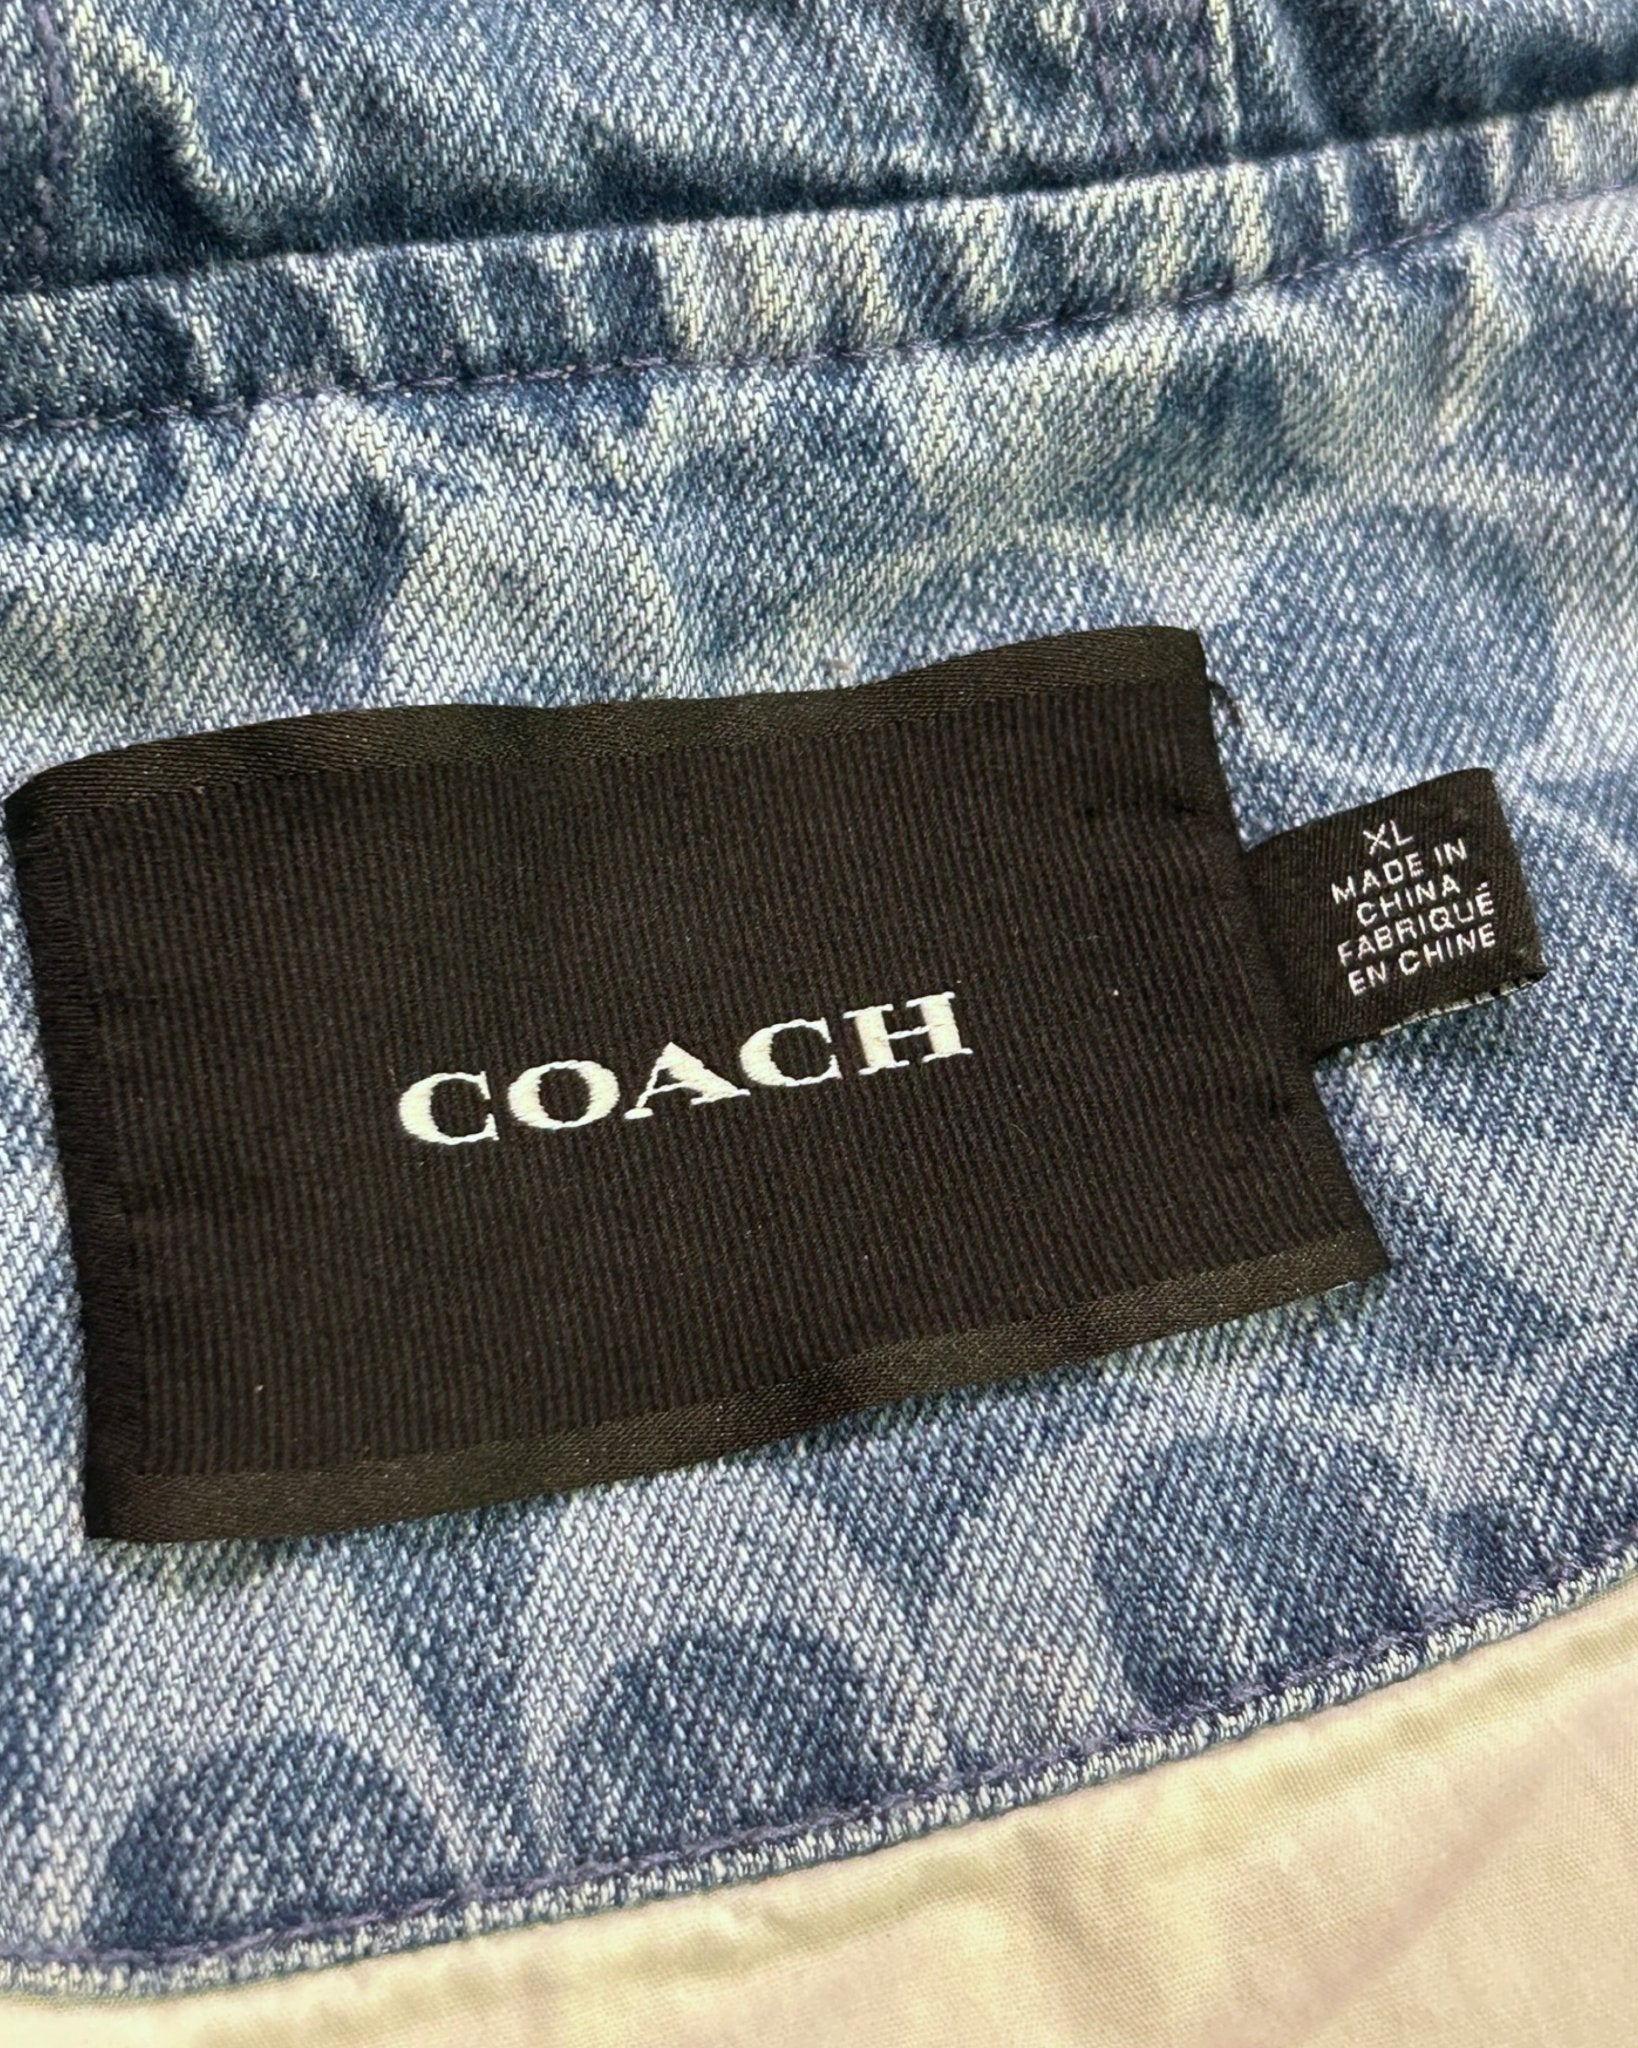 COACH
XL
MADE IN
CHINA
FABRIQUÉ
EN CHINE